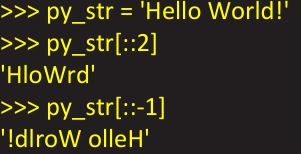 >>> py_str = 'Hello World!'
>>> py_str[::2]
'HloWrd'
>>> py_str[::-1]
'!dlroW olleH'